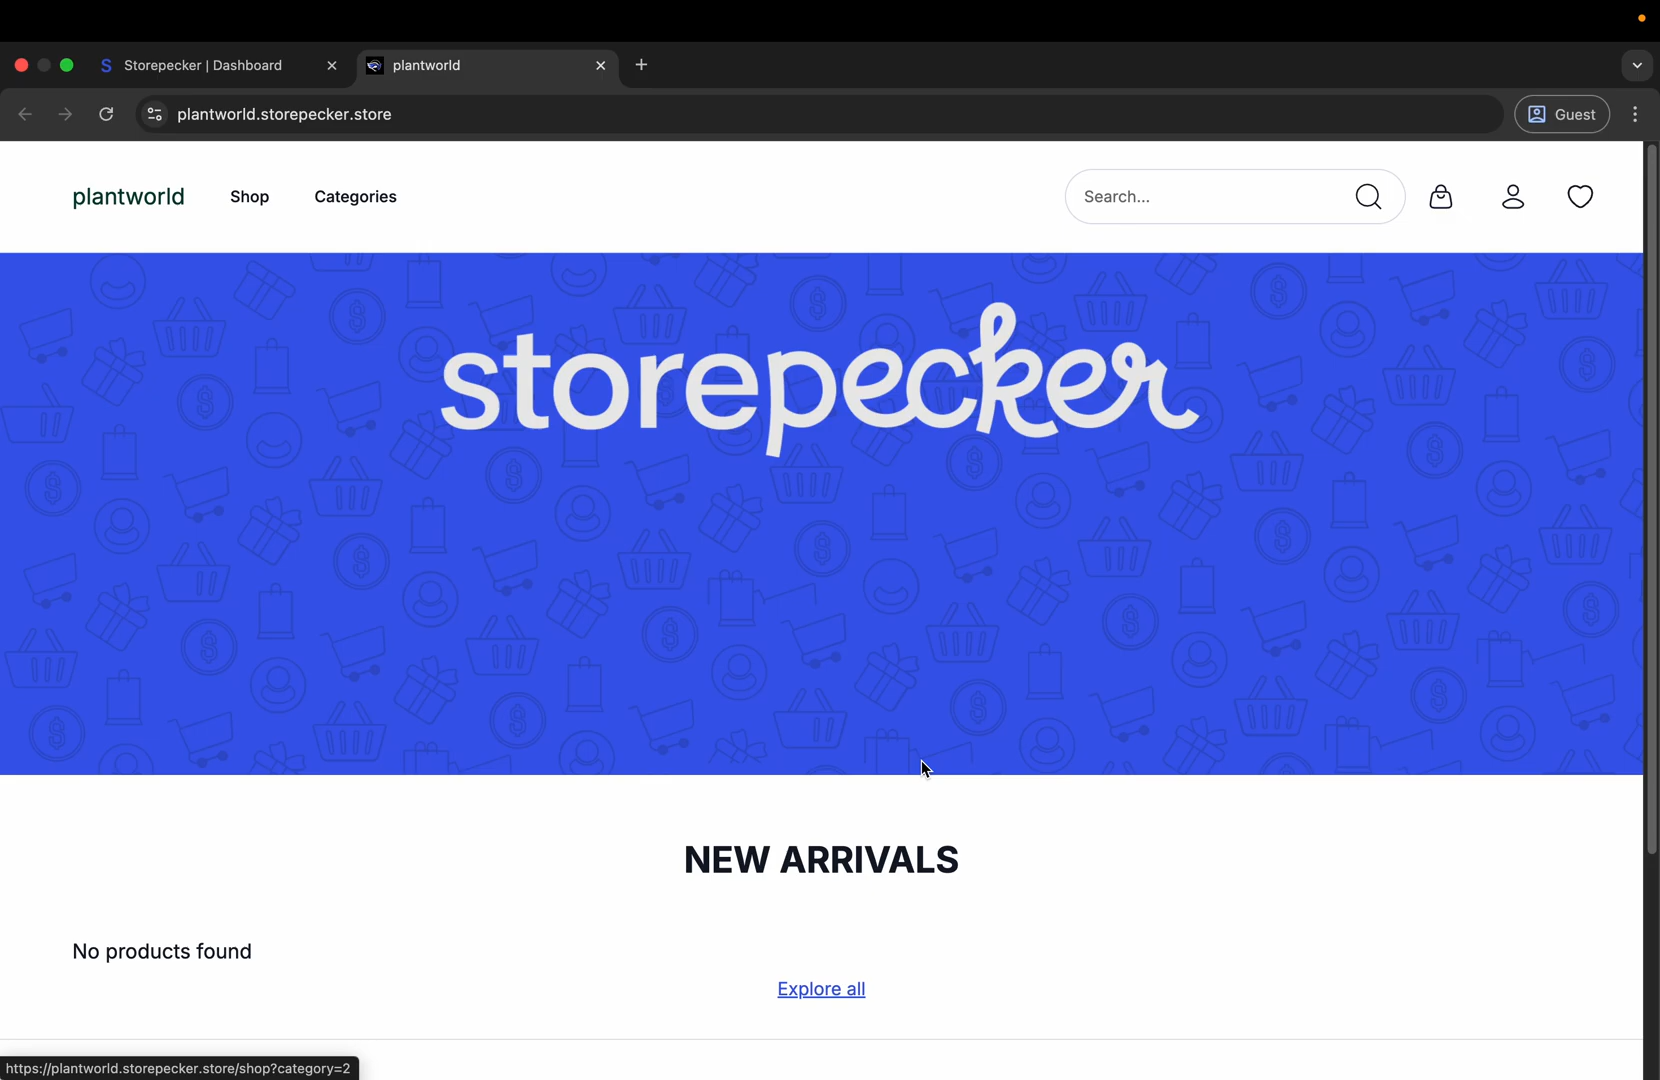 Storepecker | Dashboard
plantworld
plantworld.storepecker.store
Guest
plantworld
Shop
Categories
Search...
storepecker
NEW ARRIVALS
No products found
Explore all
https://plantworld.storepecker.store/shop?category=2